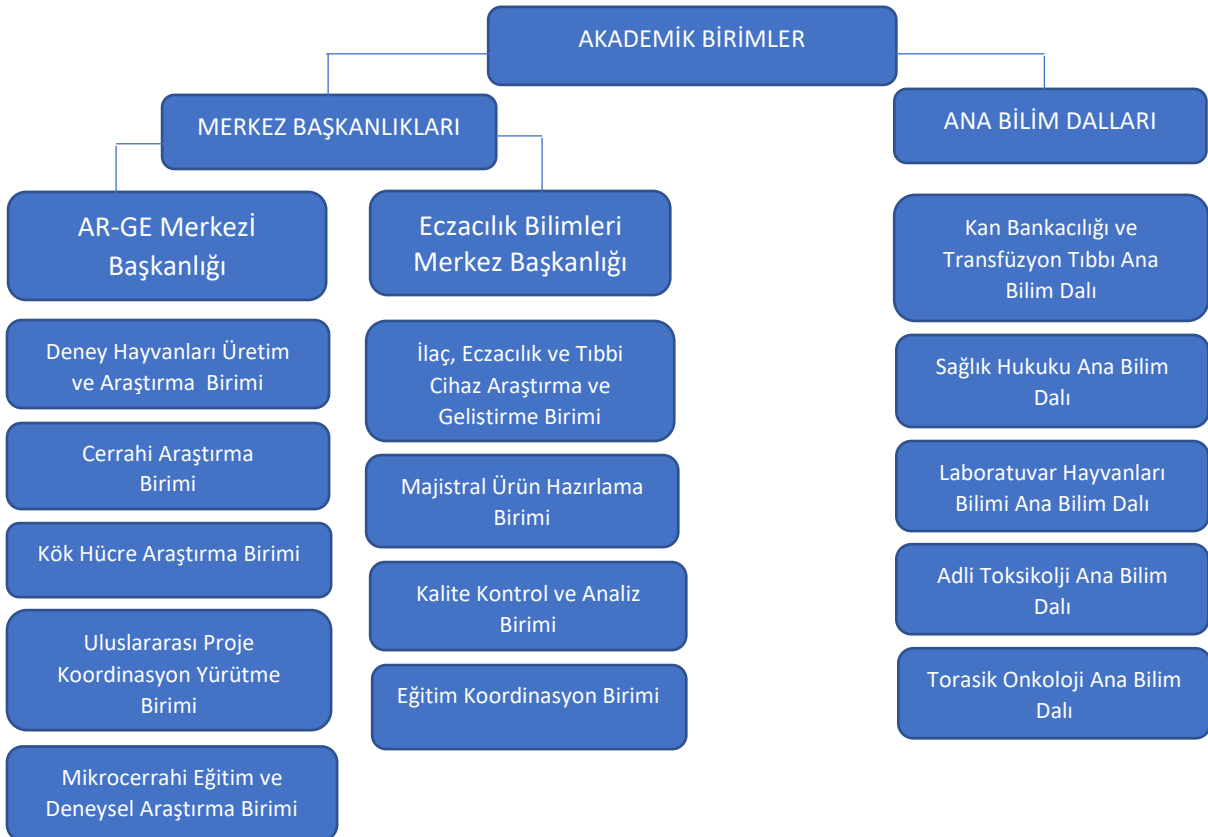 AKADEMİK BİRİMLER
MERKEZ BAŞKANLIKLARI
ANA BİLİM DALLARI
AR-GE Merkezİ
Başkanlığı
Deney Hayvanları Üretim
ve Araştırma Birimi
Cerrahi Araştırma
Birimi
Kök Hücre Araştırma Birimi
Uluslararası Proje
Koordinasyon Yürütme
Birimi
Mikrocerrahi Eğitim ve
Deneysel Araştırma Birimi
Eczacılık Bilimleri
Merkez Başkanlığı
İlaç, Eczacılık ve Tıbbi
Cihaz Araştırma ve
Gelistirme Birimi
Majistral Ürün Hazırlama
Birimi
Kalite Kontrol ve Analiz
Birimi
Eğitim Koordinasyon Birimi
Kan Bankacılığı ve
Transfüzyon Tıbbı Ana
Bilim Dalı
Sağlık Hukuku Ana Bilim
Dalı
Laboratuvar Hayvanları
Bilimi Ana Bilim Dalı
Adli Toksikolji Ana Bilim
Dalı
Torasik Onkoloji Ana Bilim
Dalı